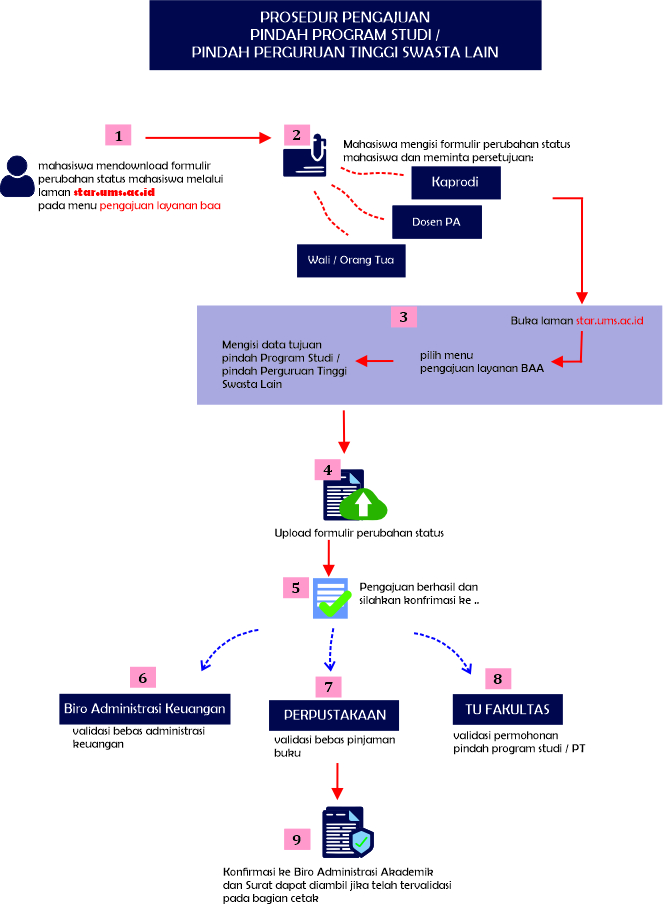 PROSEDUR PENGAJUAN
PINDAH PROGRAM STUDI /
PINDAH PERGURUAN TINGGI SWASTA LAIN
1
mahasiswa mendownload formulir
perubahan status mahasiswa melalui
laman star.ums.ac.id
pada menu pengajuan layanan baa
2
Mahasiswa mengisi formulir perubahan status
mahasiswa dan meminta persetujuan:
Kaprodi
Dosen PA
Wali / Orang Tua
3
Buka laman star.ums.ac.id
pilih menu
pengajuan layanan BAA
Mengisi data tujuan
pindah Program Studi /
pindah Perguruan Tinggi
Swasta Lain
4
Upload formulir perubahan status
5
Pengajuan berhasil dan
silahkan konfrimasi ke ..
6
Biro Administrasi Keuangan
validasi bebas administrasi
keuangan
7
PERPUSTAKAAN
validasi bebas pinjaman
buku
8
TU FAKULTAS
validasi permohonan
pindah program studi / PT
9
Konfirmasi ke Biro Administrasi Akademik
dan Surat dapat diambil jika telah tervalidasi
pada bagian cetak